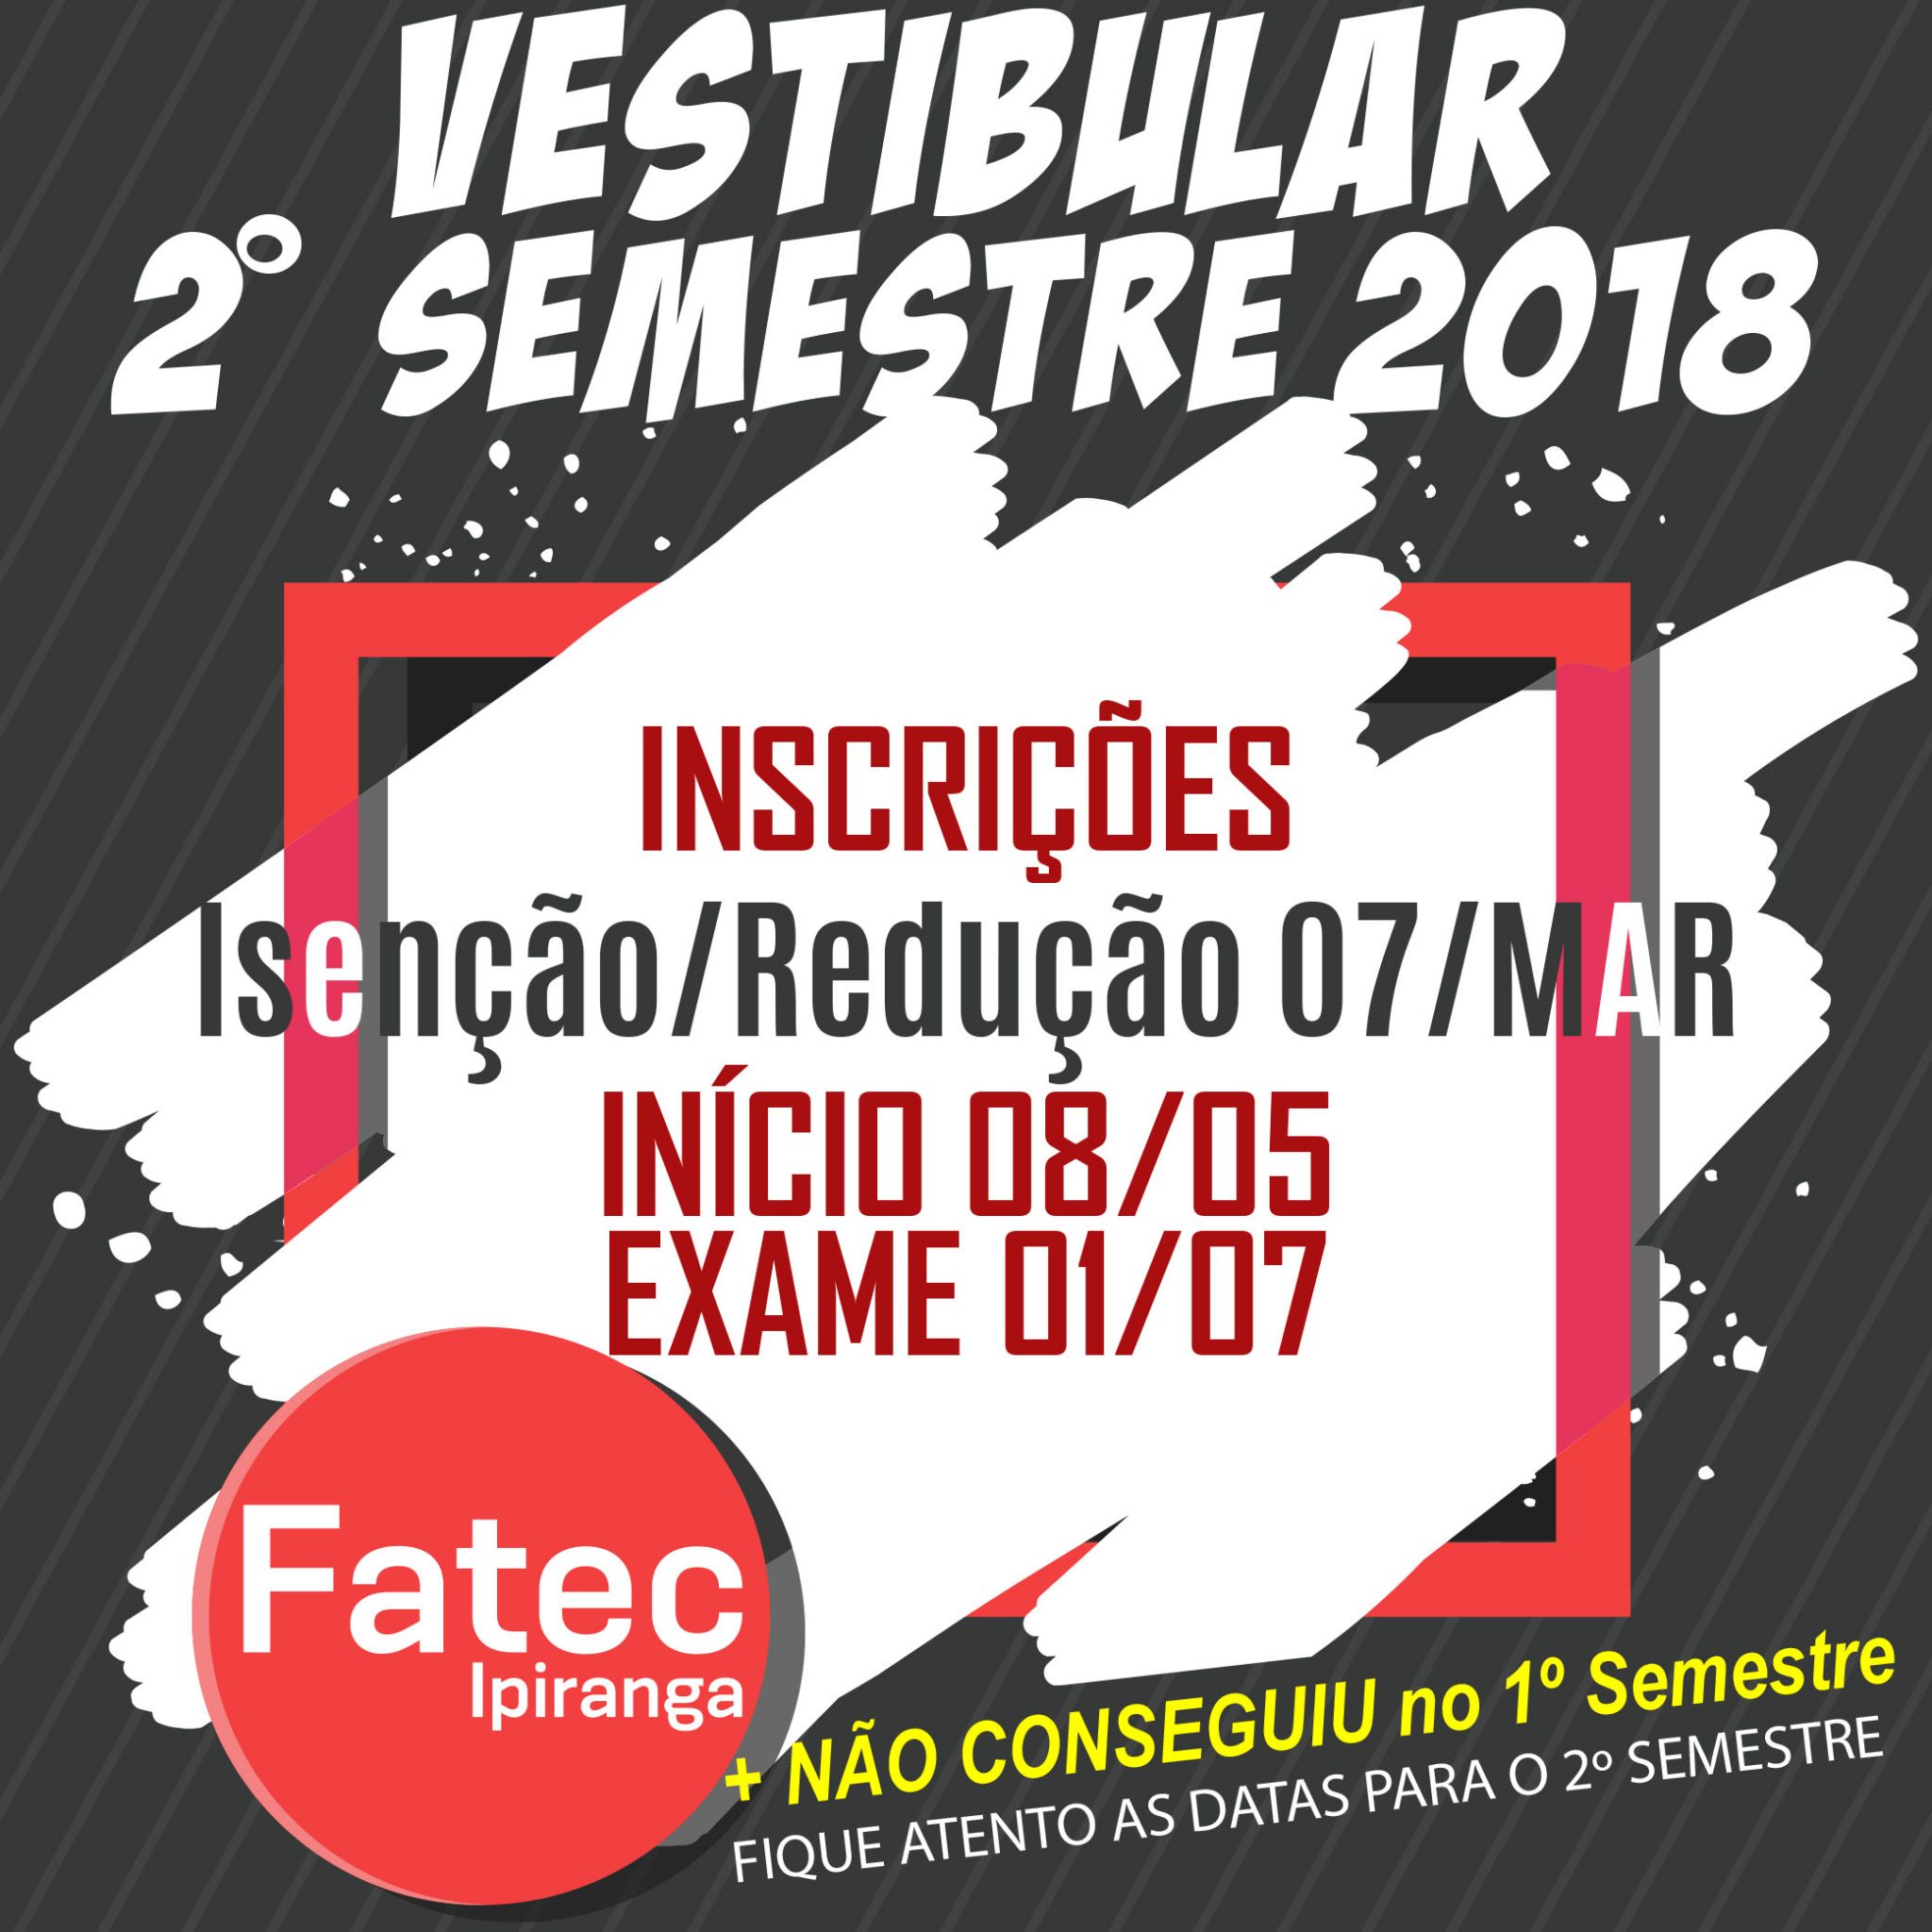 VESTIBULAR
2° SEMESTRE 2018
INSCRIÇÕES
Isenção/Redução 07/MAR
INÍCIO 08/05
EXAME 01/07
Fatec
Ipiranga
+ NÃO CONSEGUIU no 1º Semestre
FIQUE ATENTO AS DATAS PARA O 2º SEMESTRE